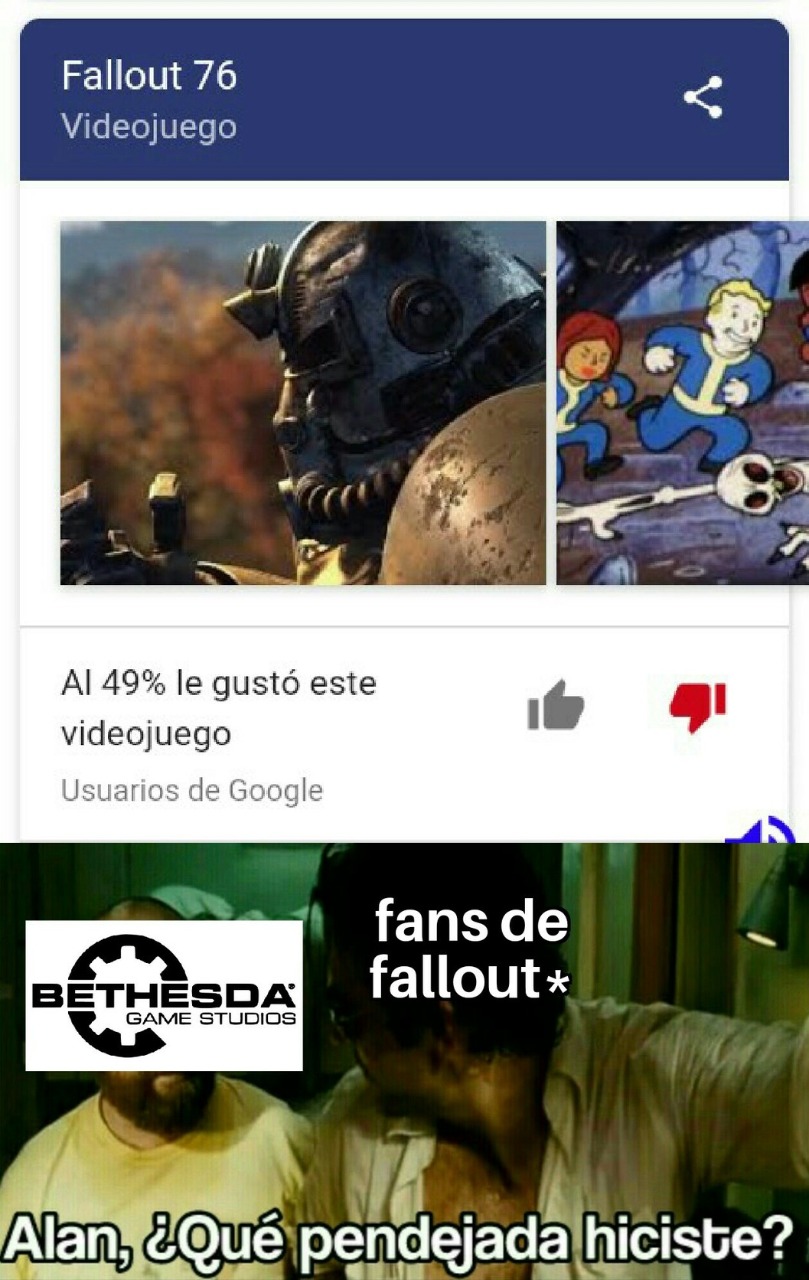 Fallout 76
Videojuego
Al 49% le gustó este
videojuego
Usuarios de Google
fans de
fallout*
BETHESDA
GAME STUDIOS
Alan, ¿Qué pendejada hiciste?